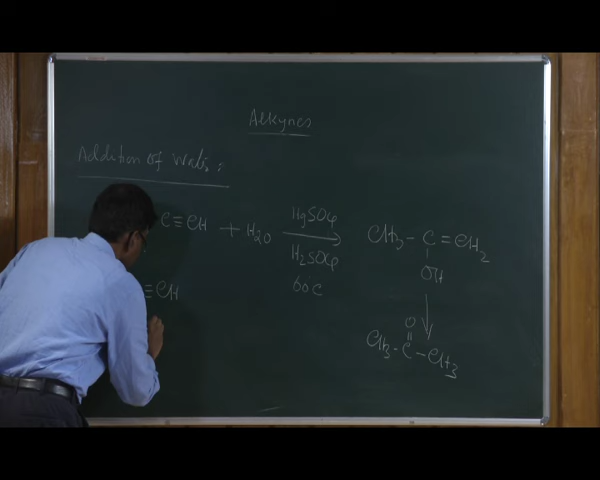 Alkynes
Addition of Water:
C≡CH + H2O
HgSO4
H2SO4
60c
CH3-C=CH2
OH
≡CH
O
CH3-C-CH3